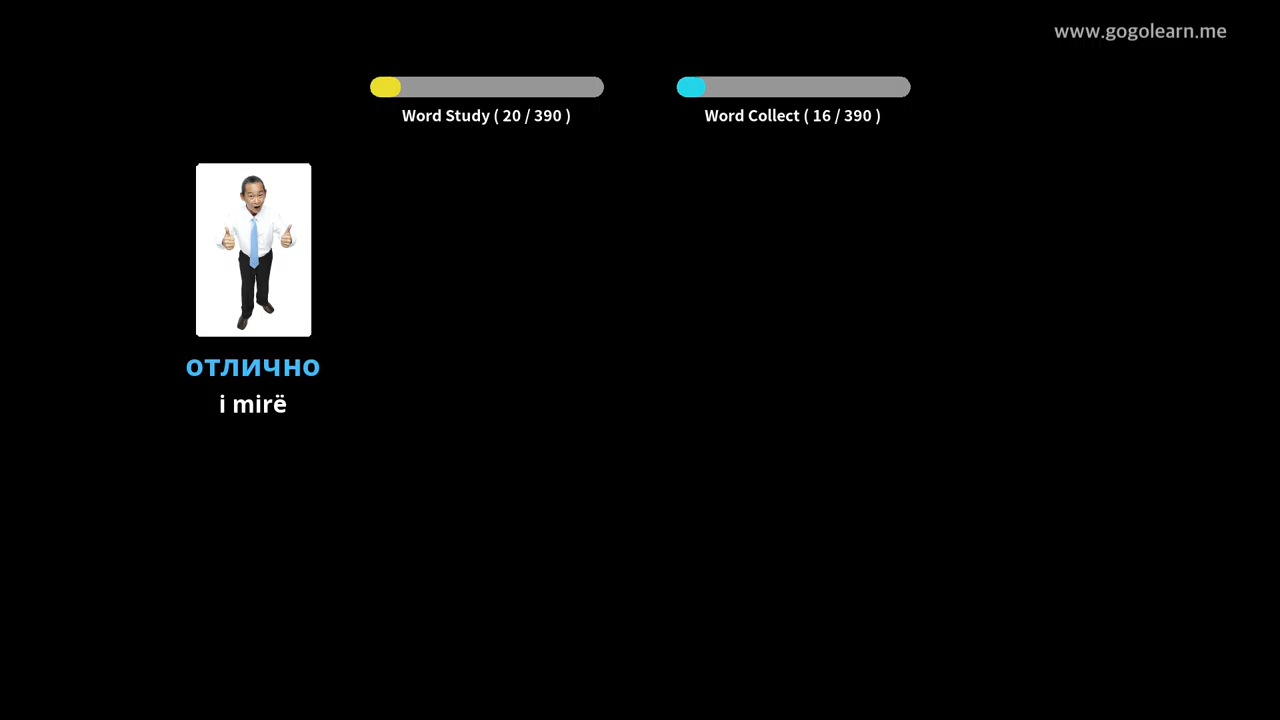 www.gogolearn.me
Word Study ( 20 / 390 )
Word Collect ( 16 / 390 )
отлично
i mirë